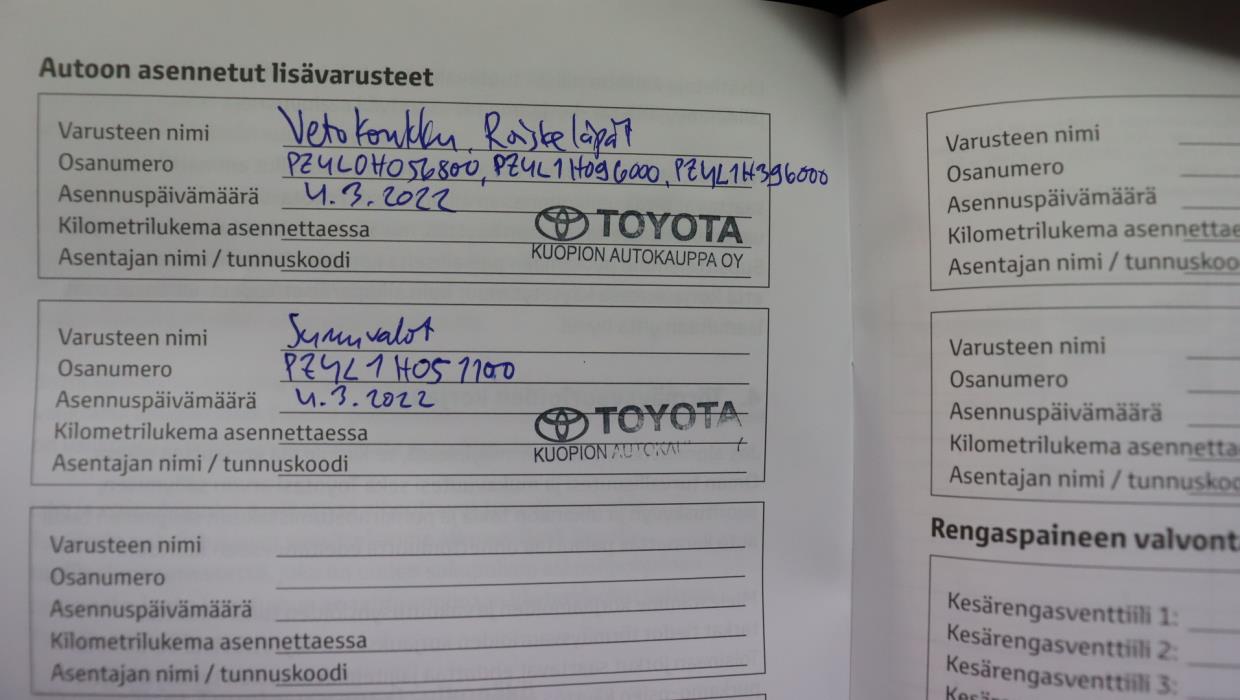 Autoon asennetut lisävarusteet
Varusteen nimi Vetokoukku, Roiskeläpät
Osanumero PZ4L0H056800, PZ4L1H096000, PZ4L1H396000
Asennuspäivämäärä 4.3.2022
Kilometrilukema asennettaessa
Asentajan nimi / tunnuskoodi
TOYOTA
KUOPION AUTOKAUPPA OY
Varusteen nimi Sumuvalot
Osanumero PZ4L1H051100
Asennuspäivämäärä 4.3.2022
Kilometrilukema asennettaessa
Asentajan nimi / tunnuskoodi
TOYOTA
KUOPION
Varusteen nimi
Osanumero
Asennuspäivämäärä
Kilometrilukema asennettaessa
Asentajan nimi / tunnuskoodi
Varusteen nimi
Osanumero
Asennuspäivämäärä
Kilometrilukema asennettae
Asentajan nimi / tunnuskoo
Varusteen nimi
Osanumero
Asennuspäivämäärä
Kilometrilukema asennetta
Asentajan nimi / tunnuskoo
Rengaspaineen valvont
Kesärengasventtiili 1:
Kesärengasventtiili 2:
Kesärengasventtiili 3: